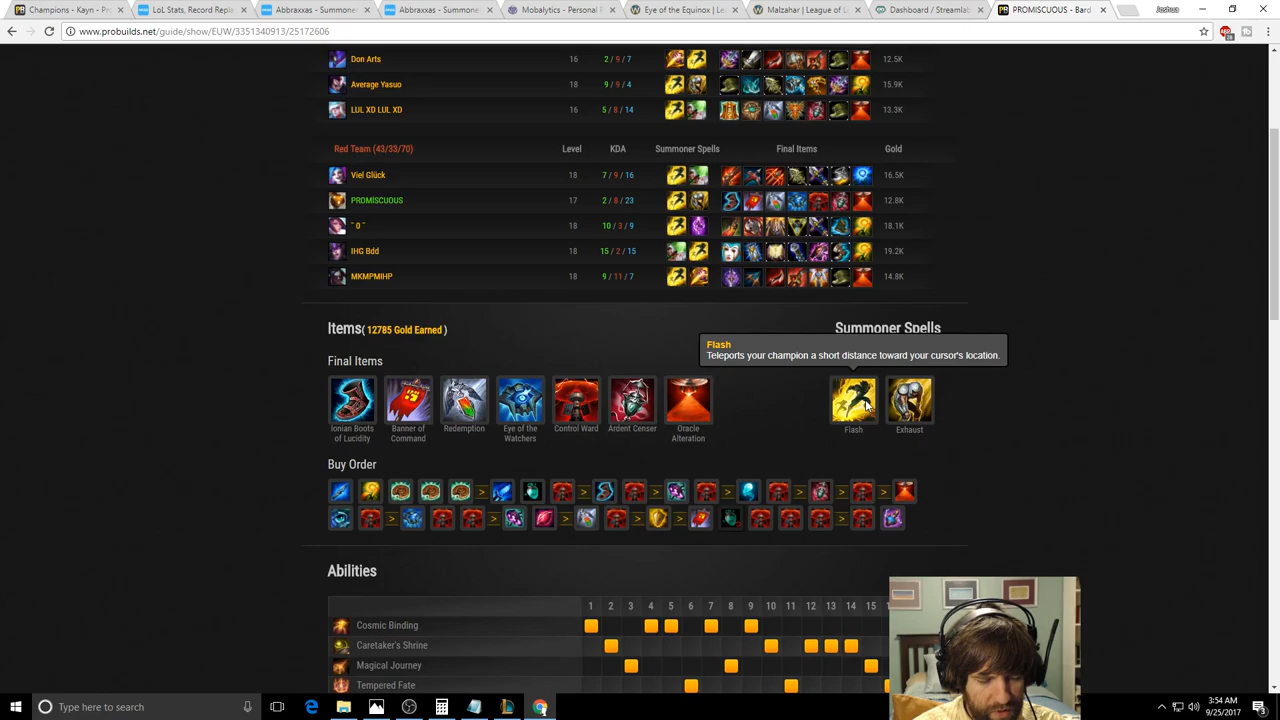 Champions - Kayn - Pro
LoL Stats, Record Repla
Abbraxxas - Summone
Abbraxxas - Summone
Mobalytics - Personal P
Eye of the Equinox | L
Malzahar | League of L
Dashboard / Streamlab
PROMISCUOUS - Bard
Joshua
www.probuilds.net/guide/show/EUW/3351340913/25172606
Don Arts 16 2 / 9 / 7 12.5K
Average Yasuo 18 9 / 9 / 4 15.9K
LUL XD LUL XD 16 5 / 8 / 14 13.3K
Red Team (43/33/70) Level KDA Summoner Spells Final Items Gold
Viel Glück 18 7 / 9 / 16 16.5K
PROMİSCUOUS 17 2 / 8 / 23 12.8K
~ 0 ~ 18 10 / 3 / 9 18.1K
IHG Bdd 18 15 / 2 / 15 19.2K
MKMPMIHP 18 9 / 11 / 7 14.8K
Items( 12785 Gold Earned )
Summoner Spells
Flash
Teleports your champion a short distance toward your cursor's location.
Final Items
Ionian Boots of Lucidity
Banner of Command
Redemption
Eye of the Watchers
Control Ward
Ardent Censer
Oracle Alteration
Flash
Exhaust
Buy Order
Abilities
1 2 3 4 5 6 7 8 9 10 11 12 13 14 15
Cosmic Binding
Caretaker's Shrine
Magical Journey
Tempered Fate
Type here to search
3:54 AM
9/25/2017